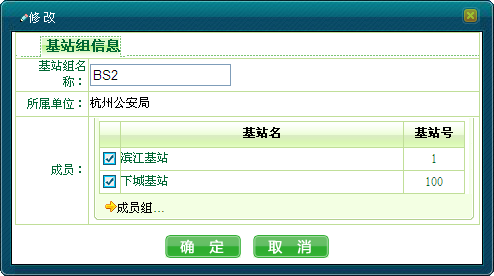 修 改
基站组信息
基站组名
称： BS2
所属单位： 杭州公安局
成员：
基站名 基站号
滨江基站 1
下城基站 100
成员组...
确 定 取 消